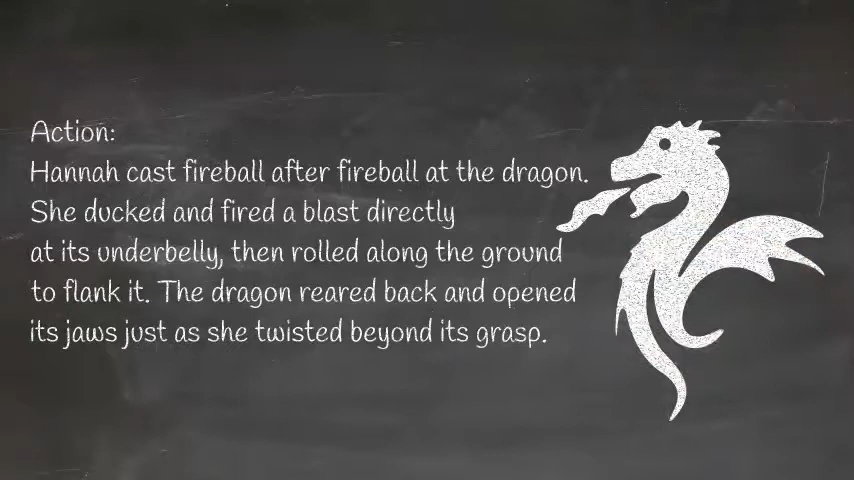 Action:
Hannah cast fireball after fireball at the dragon.
She ducked and fired a blast directly
at its underbelly, then rolled along the ground
to flank it. The dragon reared back and opened
its jaws just as she twisted beyond its grasp.